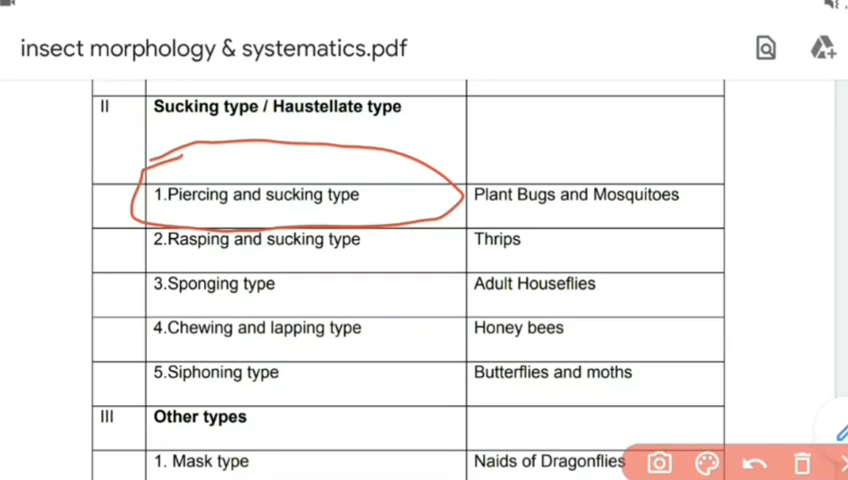 insect morphology & systematics.pdf
II Sucking type / Haustellate type
1.Piercing and sucking type Plant Bugs and Mosquitoes
2.Rasping and sucking type Thrips
3.Sponging type Adult Houseflies
4.Chewing and lapping type Honey bees
5.Siphoning type Butterflies and moths
III Other types
1. Mask type Naids of Dragonflies